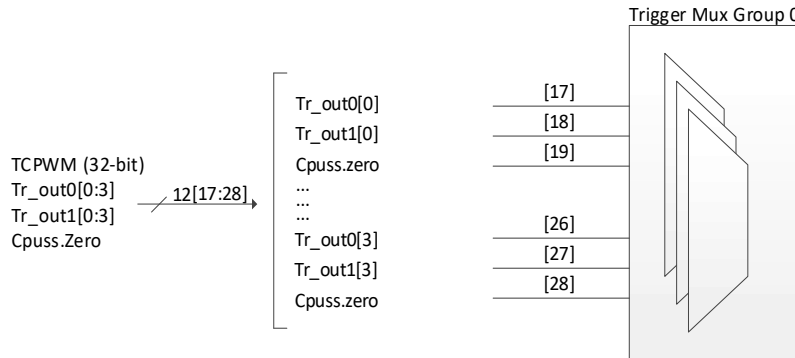 Trigger Mux Group 0
Tr_out0[0]
[17]
Tr_out1[0]
[18]
Cpuss.zero
[19]
TCPWM (32-bit)
Tr_out0[0:3]
Tr_out1[0:3]
Cpuss.Zero
12[17:28]
...
...
...
Tr_out0[3]
[26]
Tr_out1[3]
[27]
Cpuss.zero
[28]